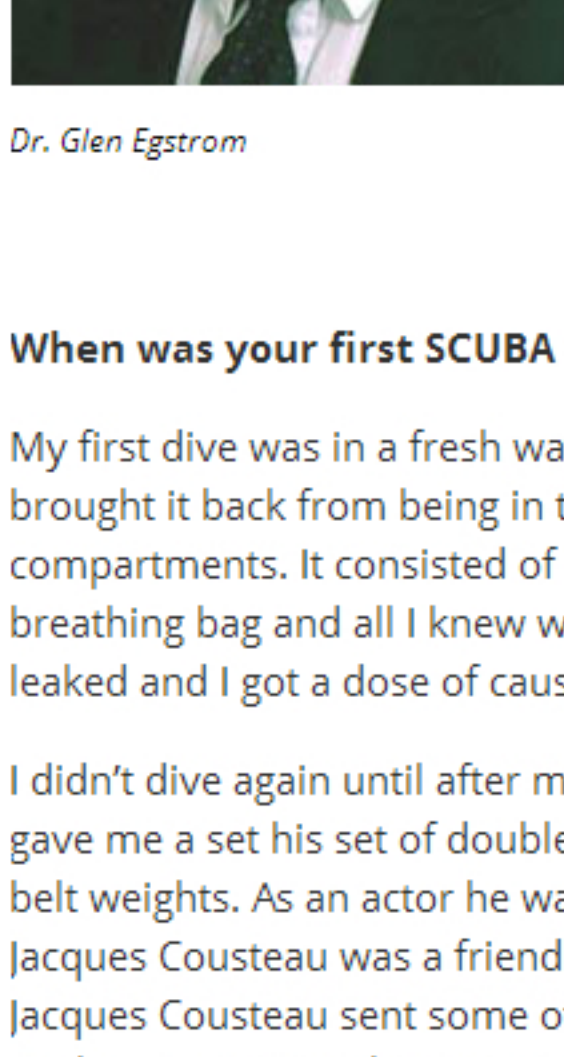 Dr. Glen Egstrom
When was your first SCUBA
My first dive was in a fresh wa
brought it back from being in t
compartments. It consisted of
breathing bag and all I knew w
leaked and I got a dose of caus
I didn’t dive again until after m
gave me a set his set of double
belt weights. As an actor he wa
Jacques Cousteau was a friend
Jacques Cousteau sent some o